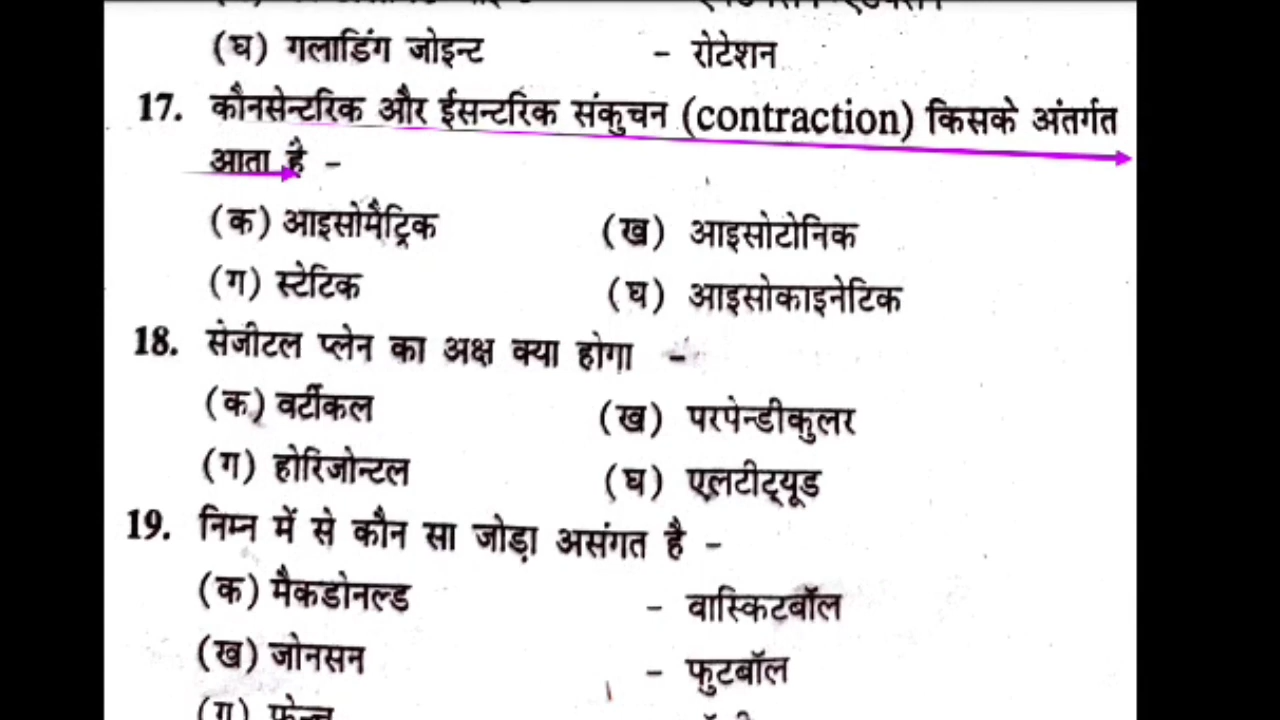 (घ) गलाडिंग जोइन्ट - रोटेशन
17. कौनसेन्टरिक और ईसन्टरिक संकुचन (contraction) किसके अंतर्गत
आता है -
(क) आइसोमैट्रिक (ख) आइसोटोनिक
(ग) स्टेटिक (घ) आइसोकाइनेटिक
18. सेजीटल प्लेन का अक्ष क्या होगा -
(क) वर्टीकल (ख) परपेन्डीकुलर
(ग) होरिजोन्टल (घ) एलटीट्यूड
19. निम्न में से कौन सा जोड़ा असंगत है -
(क) मैकडोनल्ड - वास्किटबॉल
(ख) जोनसन - फुटबॉल